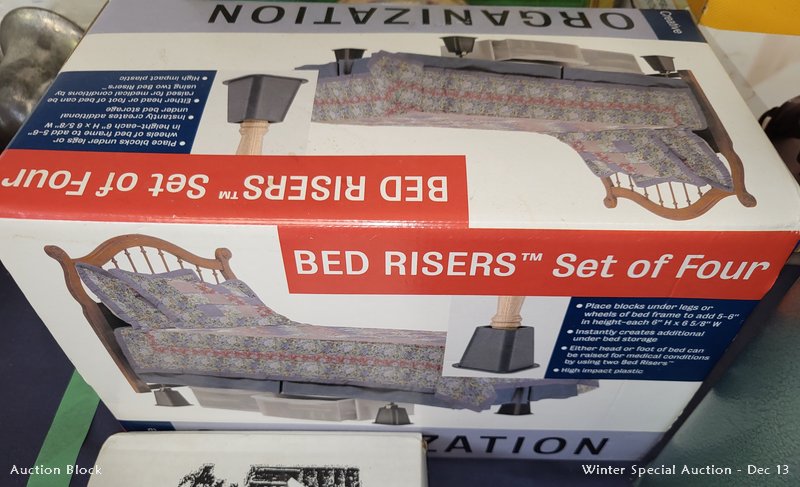 ORGANIZATION
Creative
• Place blocks under legs or
wheels of bed frame to add 5-6"
in height-each 6" H x 6 5/8" W
• Instantly creates additional
under bed storage
• Either head or foot of bed can be
raised for medical conditions by
using two Bed Risers™
• High impact plastic
BED RISERS™ Set of Four
BED RISERS™ Set of Four
• Place blocks under legs or
wheels of bed frame to add 5-6"
in height-each 6" H x 6 5/8" W
• Instantly creates additional
under bed storage
• Either head or foot of bed can
be raised for medical conditions
by using two Bed Risers™
• High impact plastic
ZATION
Auction Block
Winter Special Auction - Dec 13